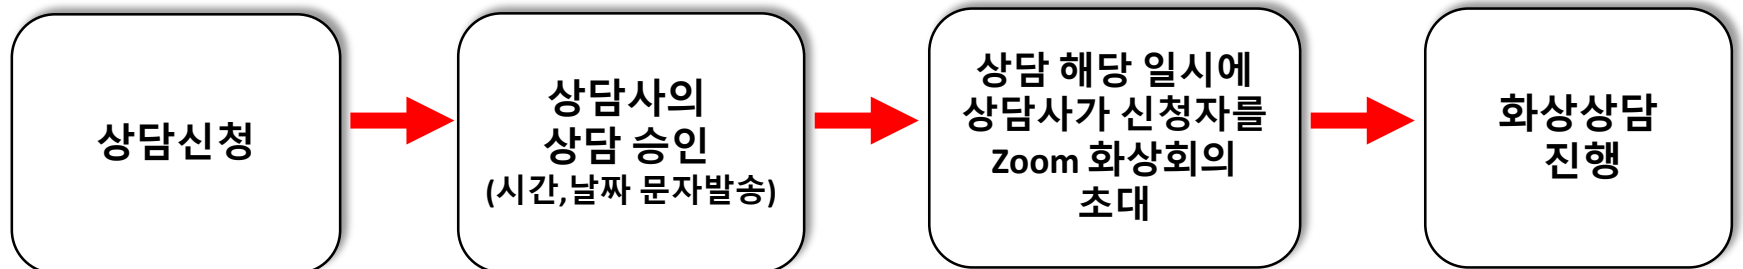 상담신청
상담사의
상담 승인
(시간,날짜 문자발송)
상담 해당 일시에
상담사가 신청자를
Zoom 화상회의
초대
화상상담
진행